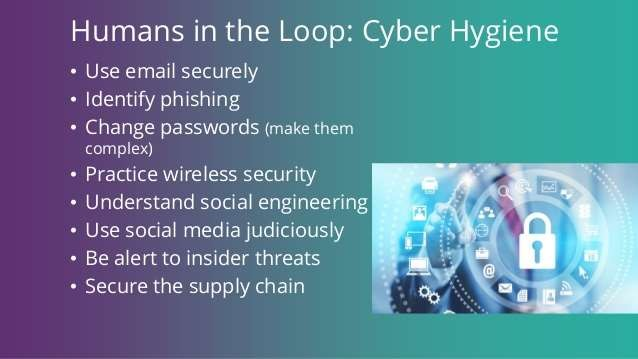 Humans in the Loop: Cyber Hygiene
• Use email securely
• Identify phishing
• Change passwords (make them
complex)
• Practice wireless security
• Understand social engineering
• Use social media judiciously
• Be alert to insider threats
• Secure the supply chain
@